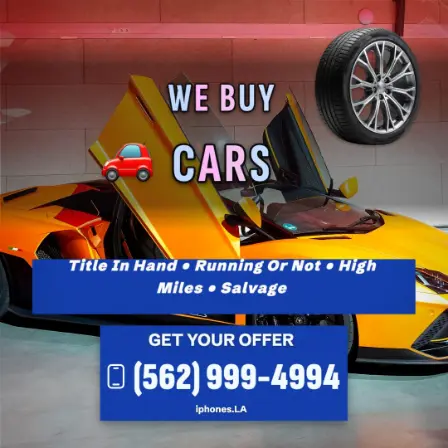 WE BUY
CARS
Title In Hand • Running Or Not • High
Miles • Salvage
GET YOUR OFFER
(562) 999-4994
iphones.LA